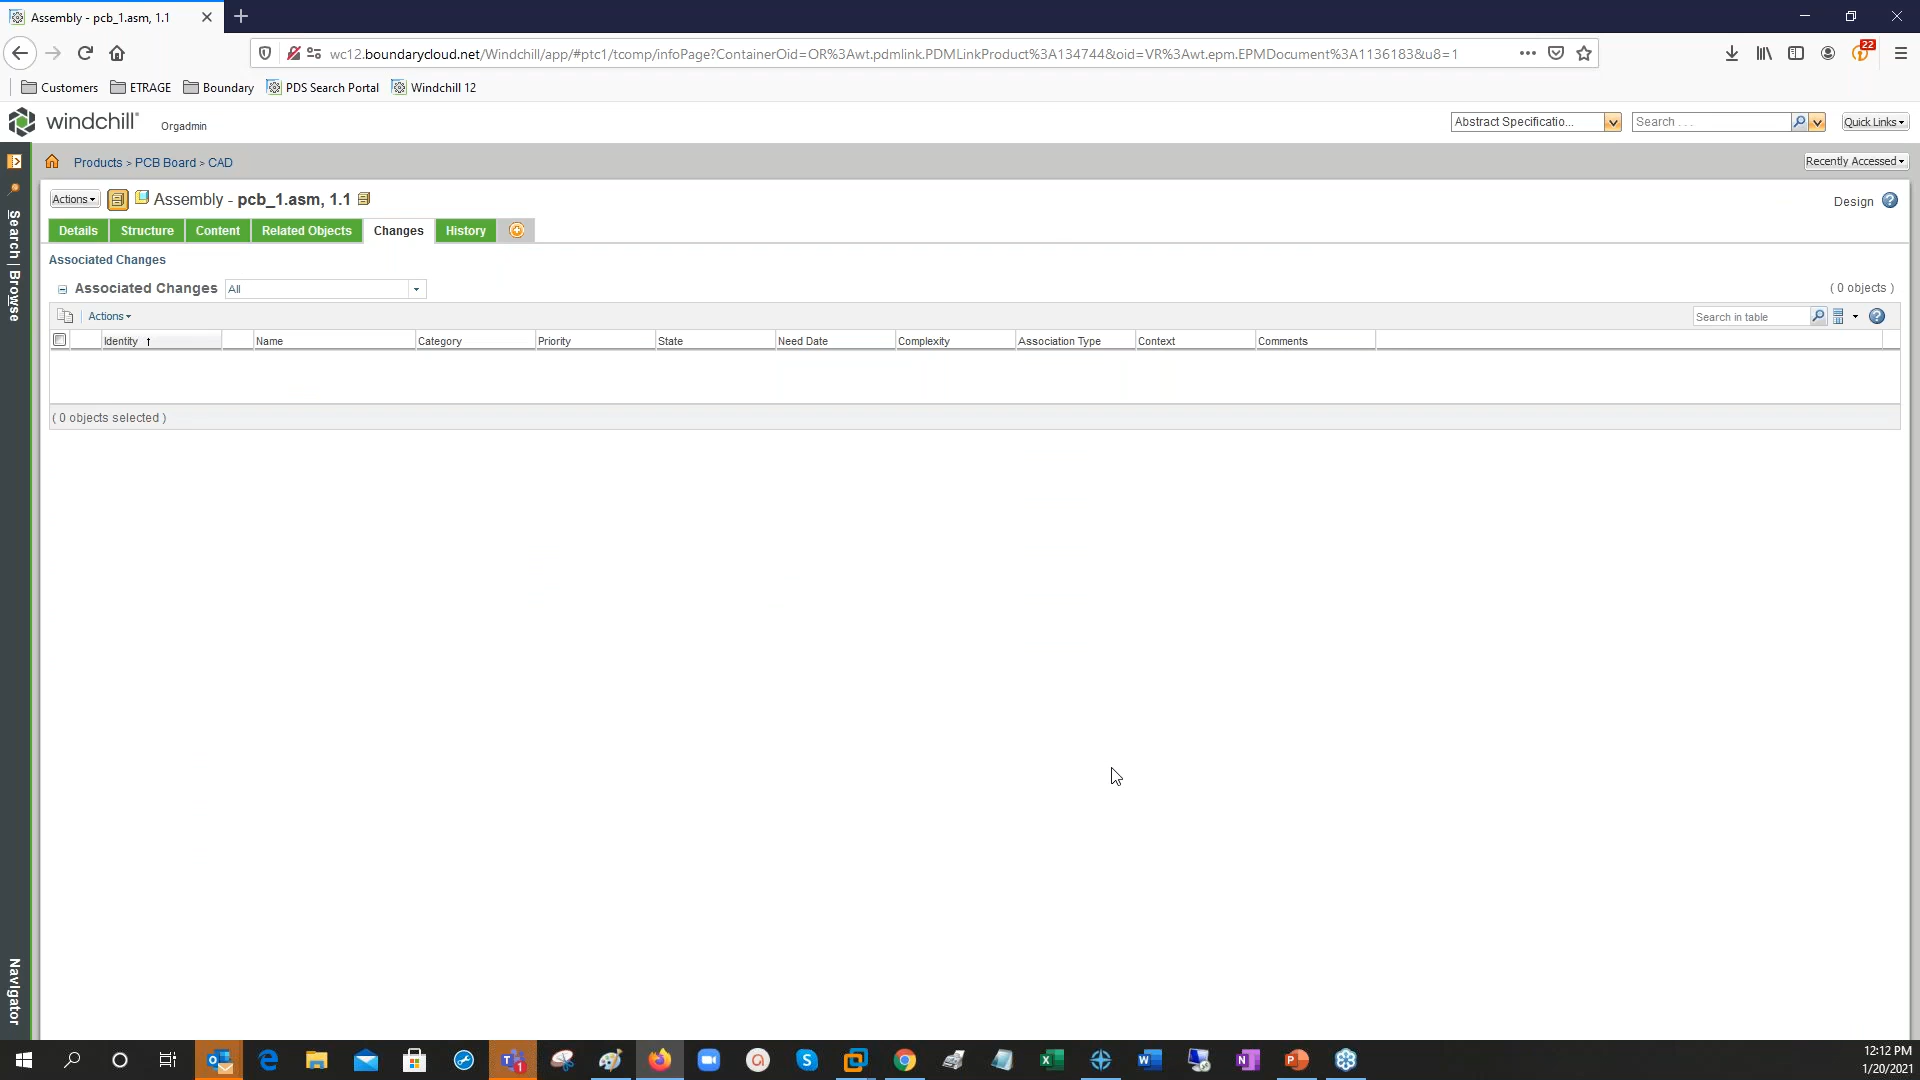 Assembly - pcb_1.asm, 1.1
wc12.boundarycloud.net/Windchill/app/#ptc1/tcomp/infoPage?ContainerOid=OR%3Awt.pdmlink.PDMLinkProduct%3A134744&oid=VR%3Awt.epm.EPMDocument%3A1136183&u8=1
22
Customers ETRAGE Boundary PDS Search Portal Windchill 12
windchill® Orgadmin Abstract Specificatio... Search . . . Quick Links
Products > PCB Board > CAD Recently Accessed
Actions Assembly - pcb_1.asm, 1.1 Design
Search | Browse
Details Structure Content Related Objects Changes History
Associated Changes
Associated Changes All ( 0 objects )
Actions Search in table
Identity Name Category Priority State Need Date Complexity Association Type Context Comments
( 0 objects selected )
Navigator
12:12 PM
1/20/2021